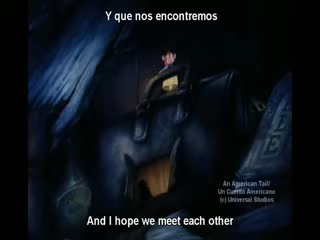 Y que nos encontremos
An American Tail/
Un Cuento Americano
(c) Universal Studios
And I hope we meet each other